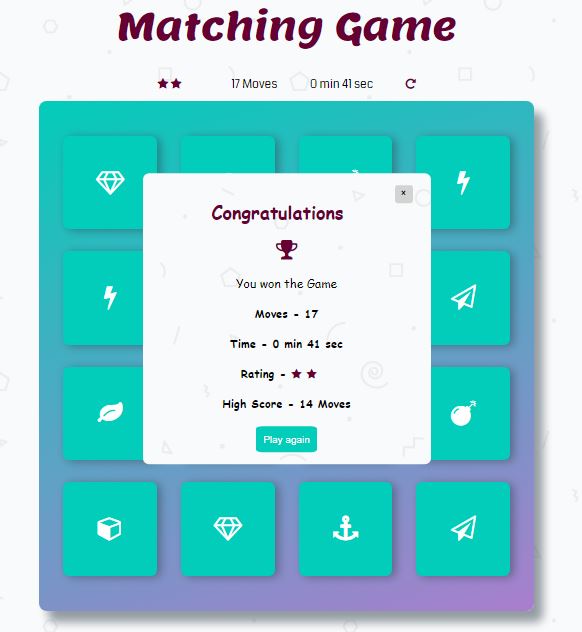 Matching Game
17 Moves 0 min 41 sec
×
Congratulations
You won the Game
Moves - 17
Time - 0 min 41 sec
Rating -
High Score - 14 Moves
Play again